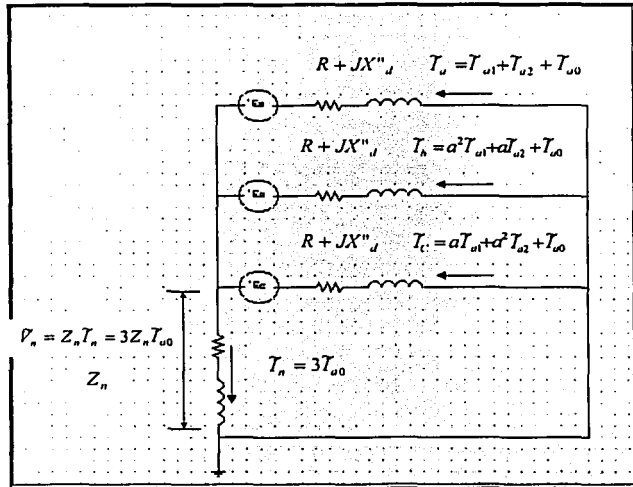 R + JX"d   Ia = Ia1 + Ia2 + Ia0
'Ea
R + JX"d   Ib = a²Ia1 + aIa2 + Ia0
'Ea
R + JX"d   IC = aIa1 + a²Ia2 + Ia0
'Ea
Vn = ZnIn = 3ZnIa0
Zn
In = 3Ia0